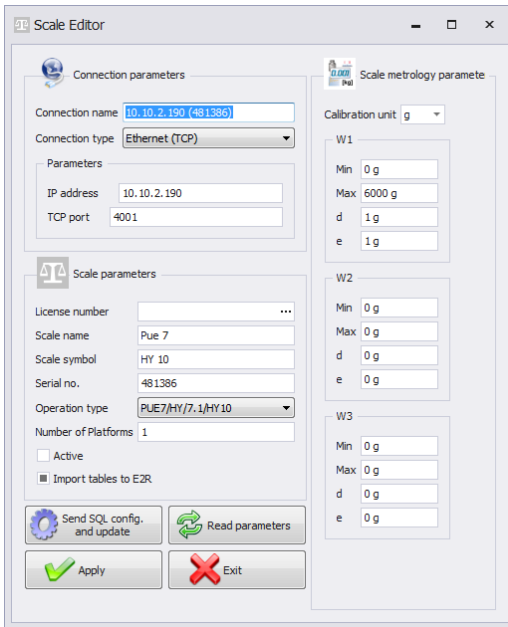 Scale Editor
Connection parameters
Connection name 10.10.2.190 (481386)
Connection type Ethernet (TCP)
Parameters
IP address 10.10.2.190
TCP port 4001
Scale parameters
License number ...
Scale name Pue 7
Scale symbol HY 10
Serial no. 481386
Operation type PUE7/HY/7.1/HY10
Number of Platforms 1
Active
Import tables to E2R
Send SQL config.
and update
Read parameters
Apply
Exit
0.000
[kg]
Scale metrology paramete
Calibration unit g
W1
Min 0 g
Max 6000 g
d 1 g
e 1 g
W2
Min 0 g
Max 0 g
d 0 g
e 0 g
W3
Min 0 g
Max 0 g
d 0 g
e 0 g